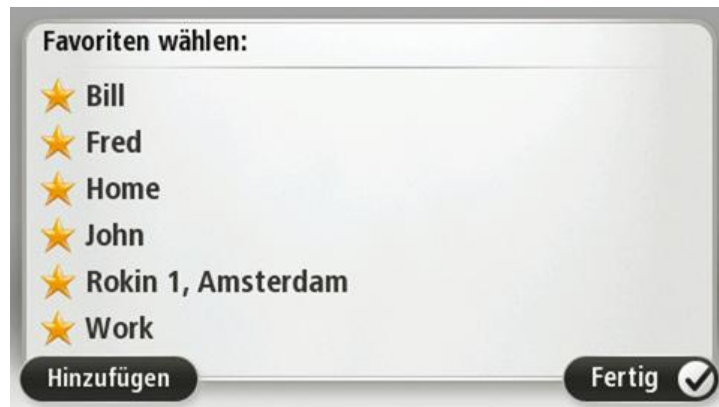 Favoriten wählen:
Bill
Fred
Home
John
Rokin 1, Amsterdam
Work
Hinzufügen
Fertig